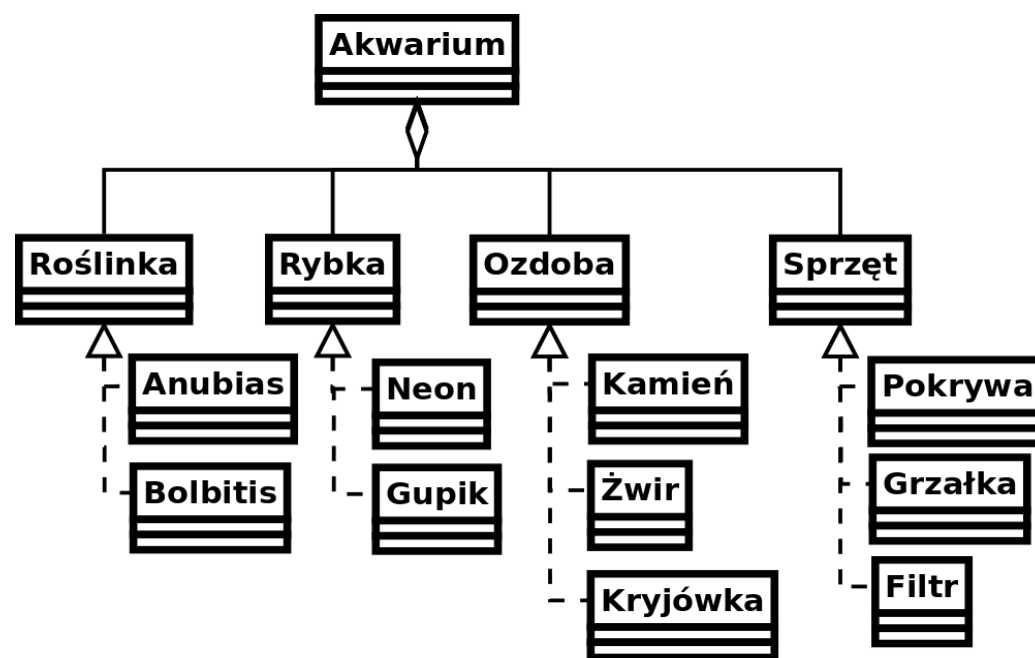 Akwarium
Roślinka
Rybka
Ozdoba
Sprzęt
Anubias
Neon
Kamień
Pokrywa
Bolbitis
Gupik
Żwir
Grzałka
Kryjówka
Filtr